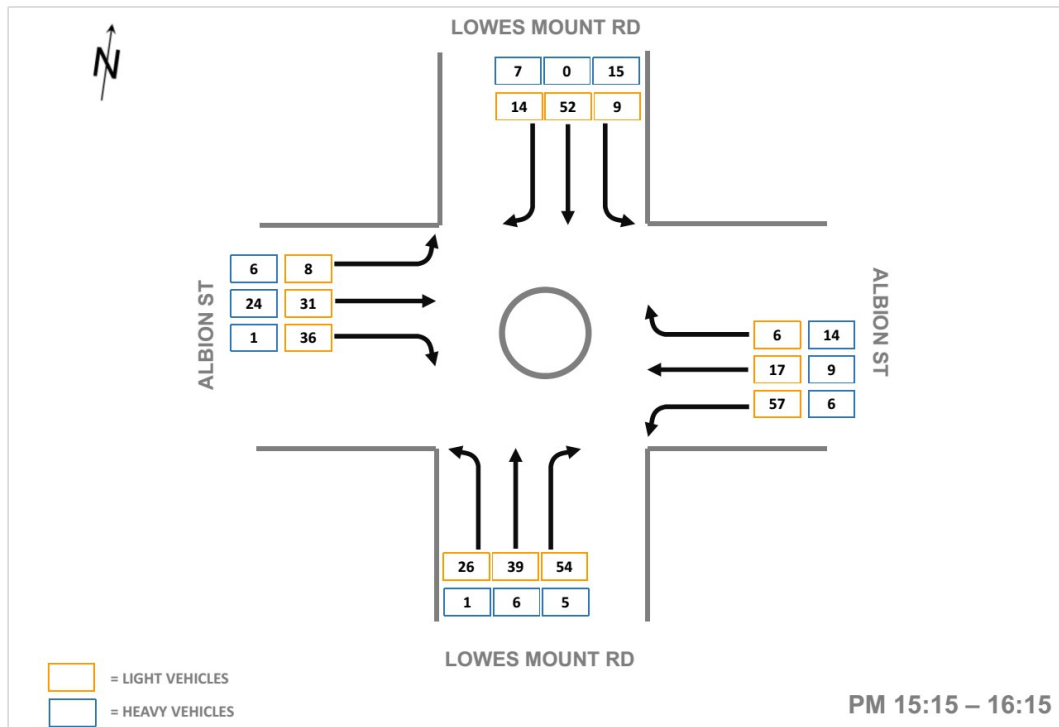 LOWES MOUNT RD
N
7 0 15
14 52 9
ALBION ST
6 8
24 31
1 36
ALBION ST
6 14
17 9
57 6
26 39 54
1 6 5
LOWES MOUNT RD
= LIGHT VEHICLES
= HEAVY VEHICLES
PM 15:15 – 16:15